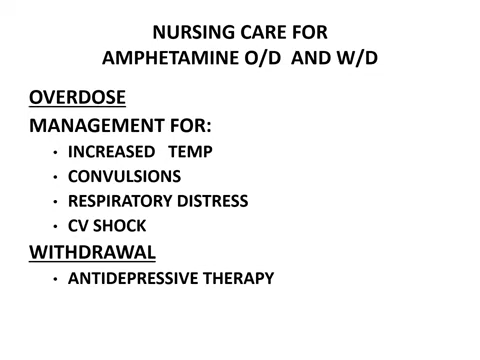 NURSING CARE FOR
AMPHETAMINE O/D AND W/D
OVERDOSE
MANAGEMENT FOR:
• INCREASED TEMP
• CONVULSIONS
• RESPIRATORY DISTRESS
• CV SHOCK
WITHDRAWAL
• ANTIDEPRESSIVE THERAPY